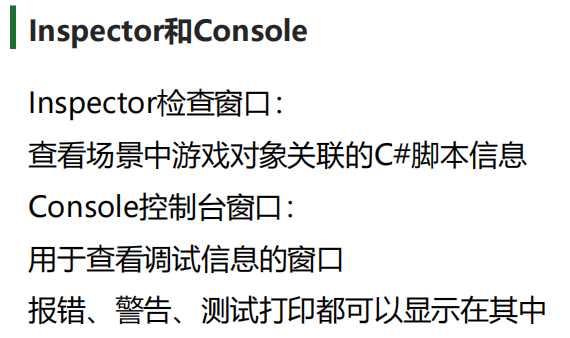 Inspector和Console
Inspector检查窗口：
查看场景中游戏对象关联的C#脚本信息
Console控制台窗口：
用于查看调试信息的窗口
报错、警告、测试打印都可以显示在其中